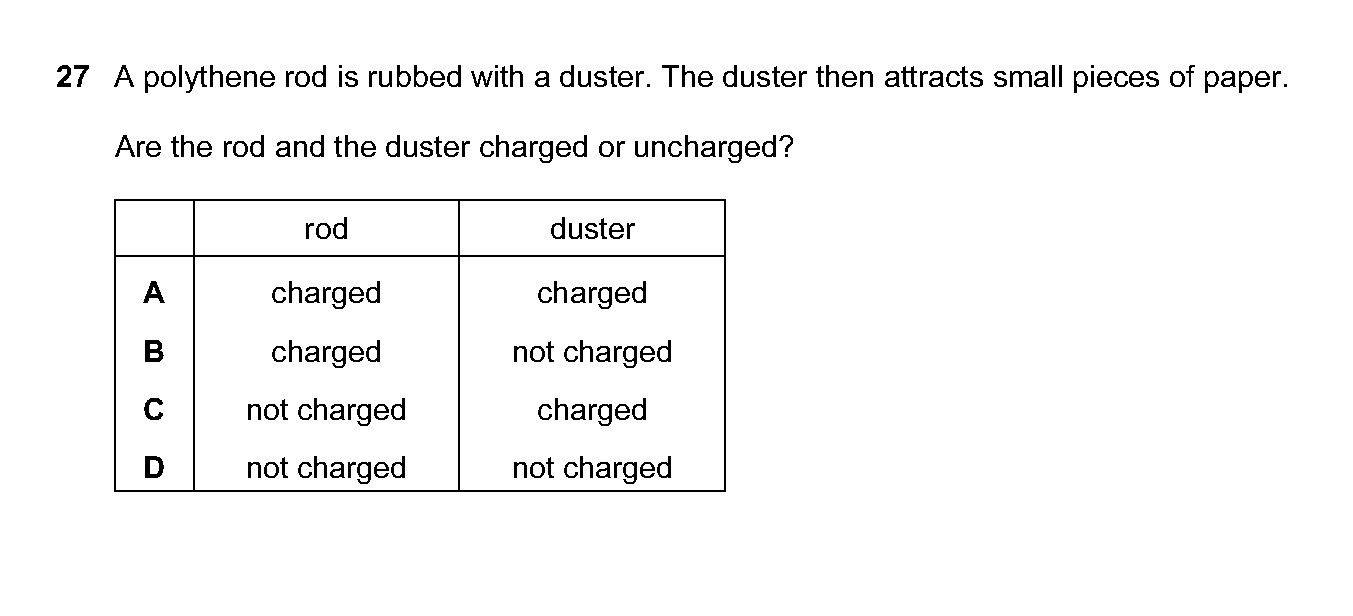 27 A polythene rod is rubbed with a duster. The duster then attracts small pieces of paper.
Are the rod and the duster charged or uncharged?
rod duster
A charged charged
B charged not charged
C not charged charged
D not charged not charged